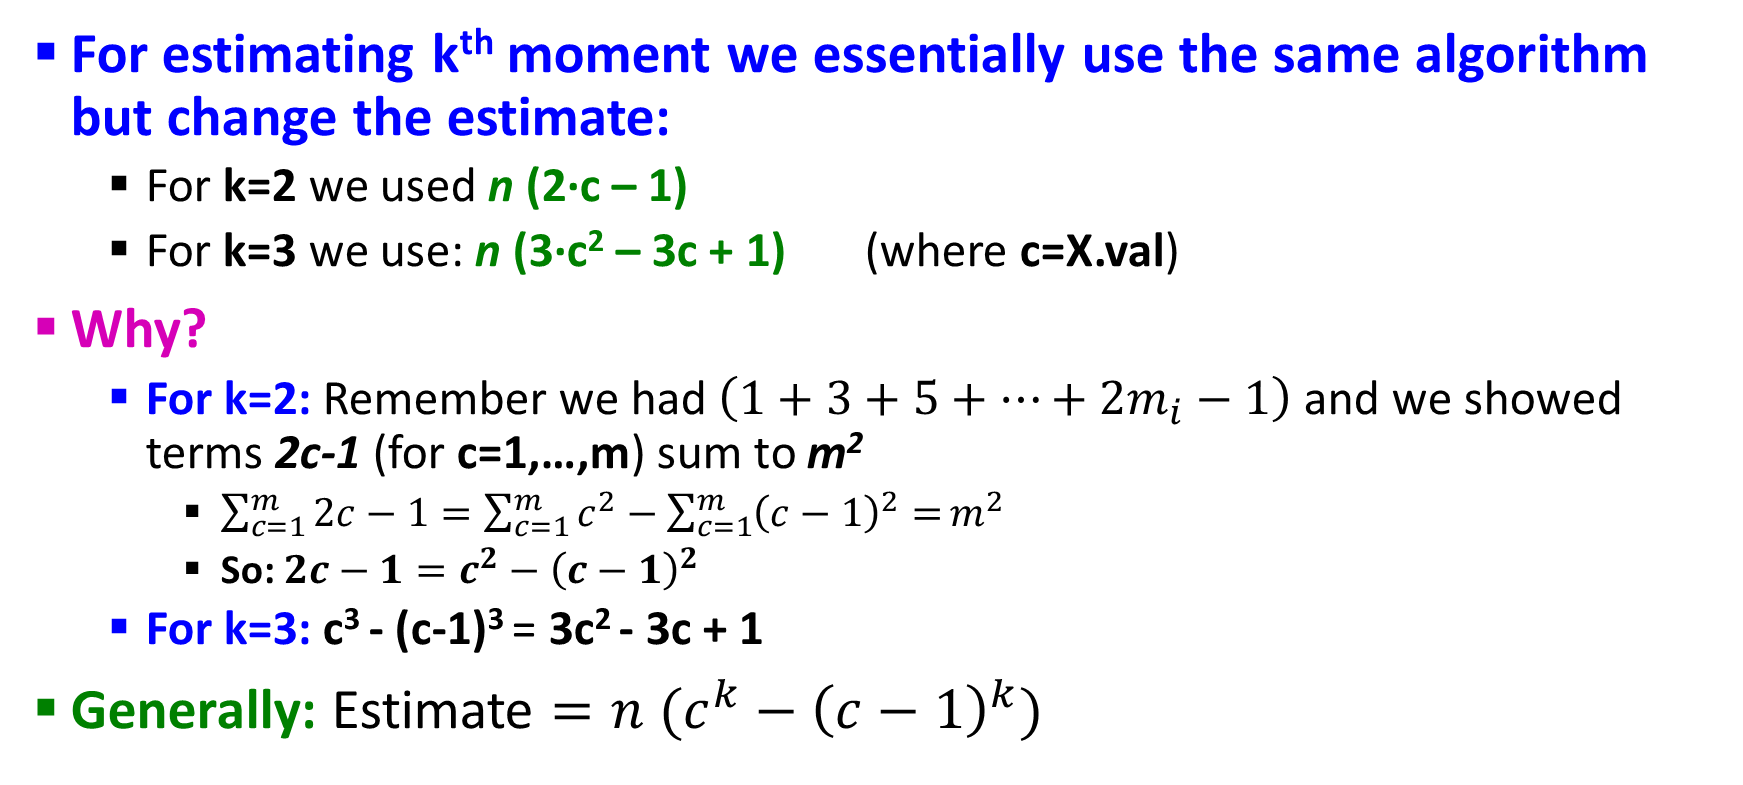 ▪ For estimating kᵗʰ moment we essentially use the same algorithm
but change the estimate:
▪ For k=2 we used n (2·c – 1)
▪ For k=3 we use: n (3·c² – 3c + 1) (where c=X.val)
▪ Why?
▪ For k=2: Remember we had (1 + 3 + 5 + ⋯ + 2mᵢ − 1) and we showed
terms 2c-1 (for c=1,…,m) sum to m²
▪ ∑_{c=1}^{m} 2c − 1 = ∑_{c=1}^{m} c² − ∑_{c=1}^{m} (c − 1)² = m²
▪ So: 2c − 1 = c² − (c − 1)²
▪ For k=3: c³ - (c-1)³ = 3c² - 3c + 1
▪ Generally: Estimate = n (cᵏ − (c − 1)ᵏ)